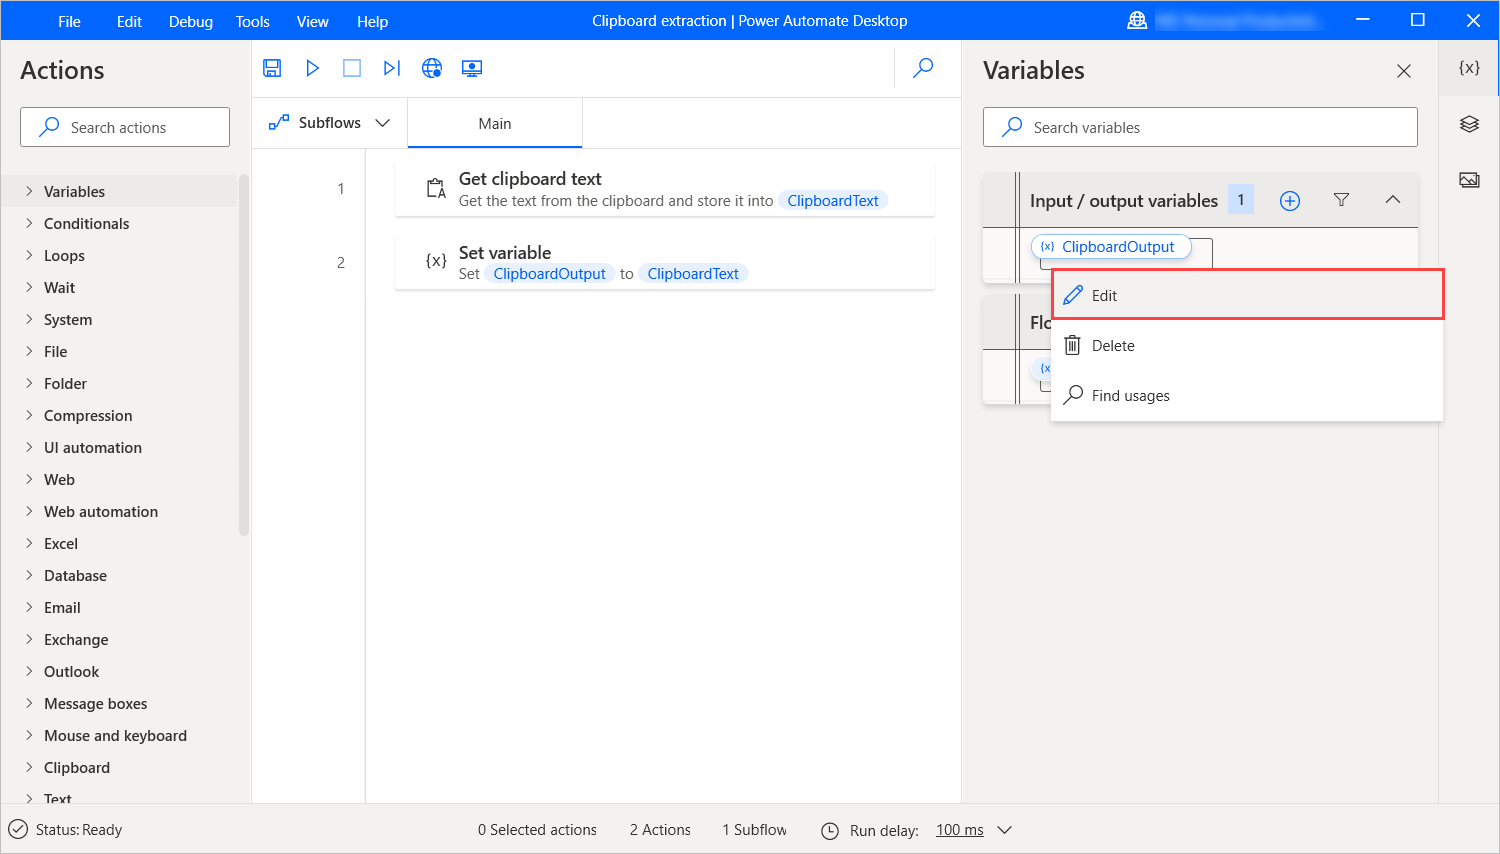 File Edit Debug Tools View Help Clipboard extraction | Power Automate Desktop
Actions
Search actions
Variables
Conditionals
Loops
Wait
System
File
Folder
Compression
UI automation
Web
Web automation
Excel
Database
Email
Exchange
Outlook
Message boxes
Mouse and keyboard
Clipboard
Text
Subflows Main
1 Get clipboard text
Get the text from the clipboard and store it into ClipboardText
2 {x} Set variable
Set ClipboardOutput to ClipboardText
Variables
Search variables
Input / output variables 1
{x} ClipboardOutput
Edit
Delete
Find usages
{x}
Status: Ready 0 Selected actions 2 Actions 1 Subflow Run delay: 100 ms